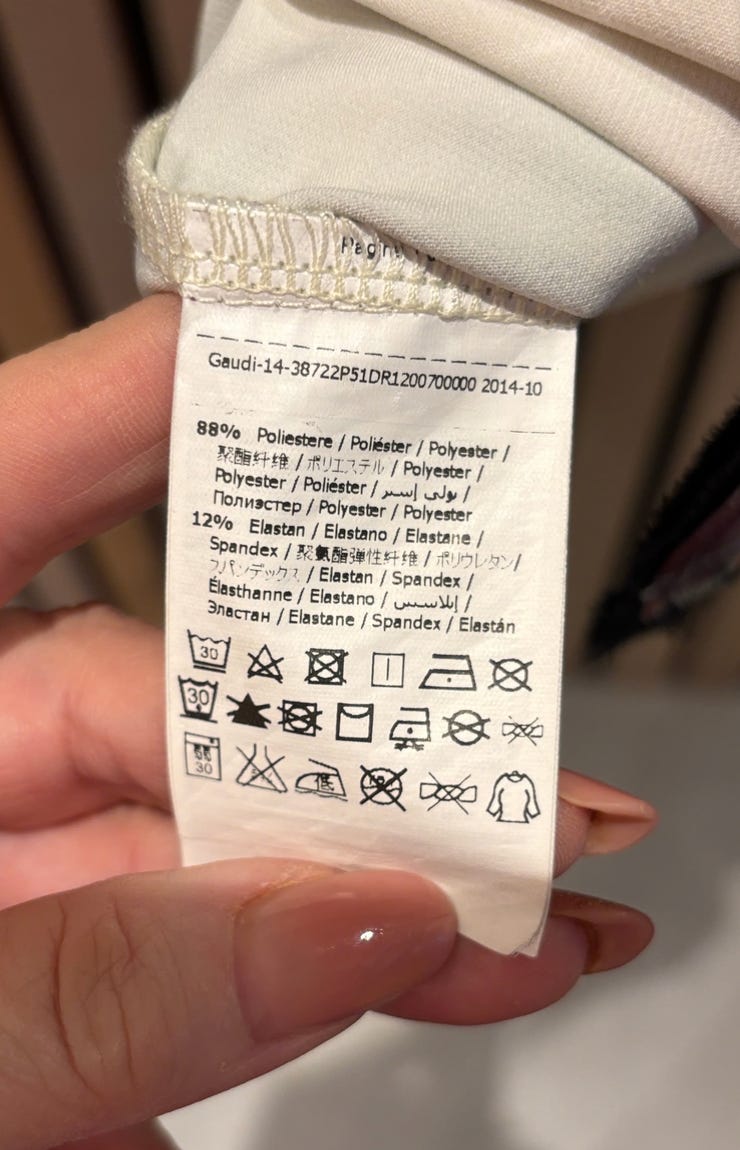 Gaudi-14-38722P51DR1200700000 2014-10
88% Poliestere / Poliéster / Polyester /
聚酯纤维 / ポリエステル / Polyester /
Polyester / Poliéster / بولي إستر /
Полиэстер / Polyester / Polyester
12% Elastan / Elastano / Elastane /
Spandex / 聚氨酯弹性纤维 / ポリウレタン/
スパンデックス / Elastan / Spandex /
Élasthanne / Elastano / إيلاسس /
Эластан / Elastane / Spandex / Elastán
30
30
30 低